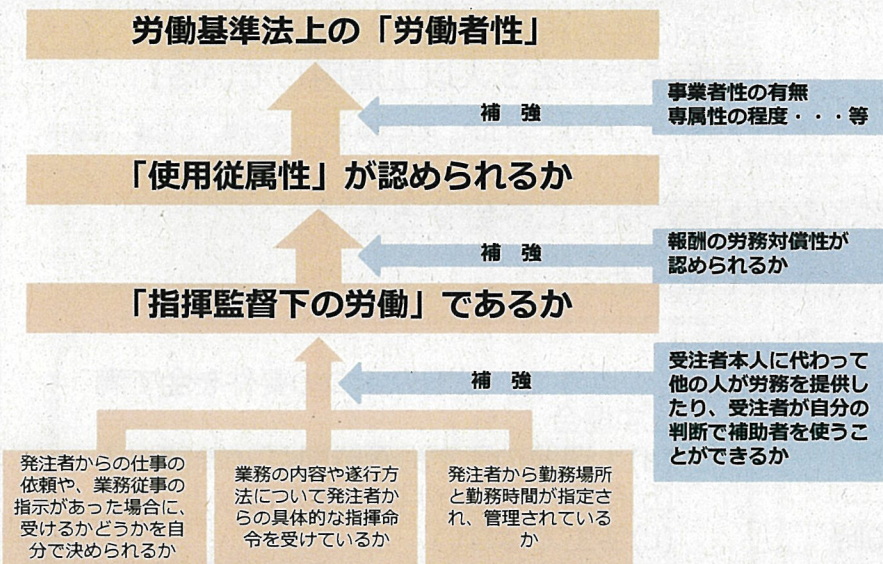 労働基準法上の「労働者性」
補 強
事業者性の有無
専属性の程度・・・等
「使用従属性」が認められるか
補 強
報酬の労務対償性が
認められるか
「指揮監督下の労働」であるか
補 強
受注者本人に代わって
他の人が労務を提供し
たり、受注者が自分の
判断で補助者を使うこ
とができるか
発注者からの仕事の
依頼や、業務従事の
指示があった場合に、
受けるかどうかを自
分で決められるか
業務の内容や遂行方
法について発注者か
らの具体的な指揮命
令を受けているか
発注者から勤務場所
と勤務時間が指定さ
れ、管理されている
か